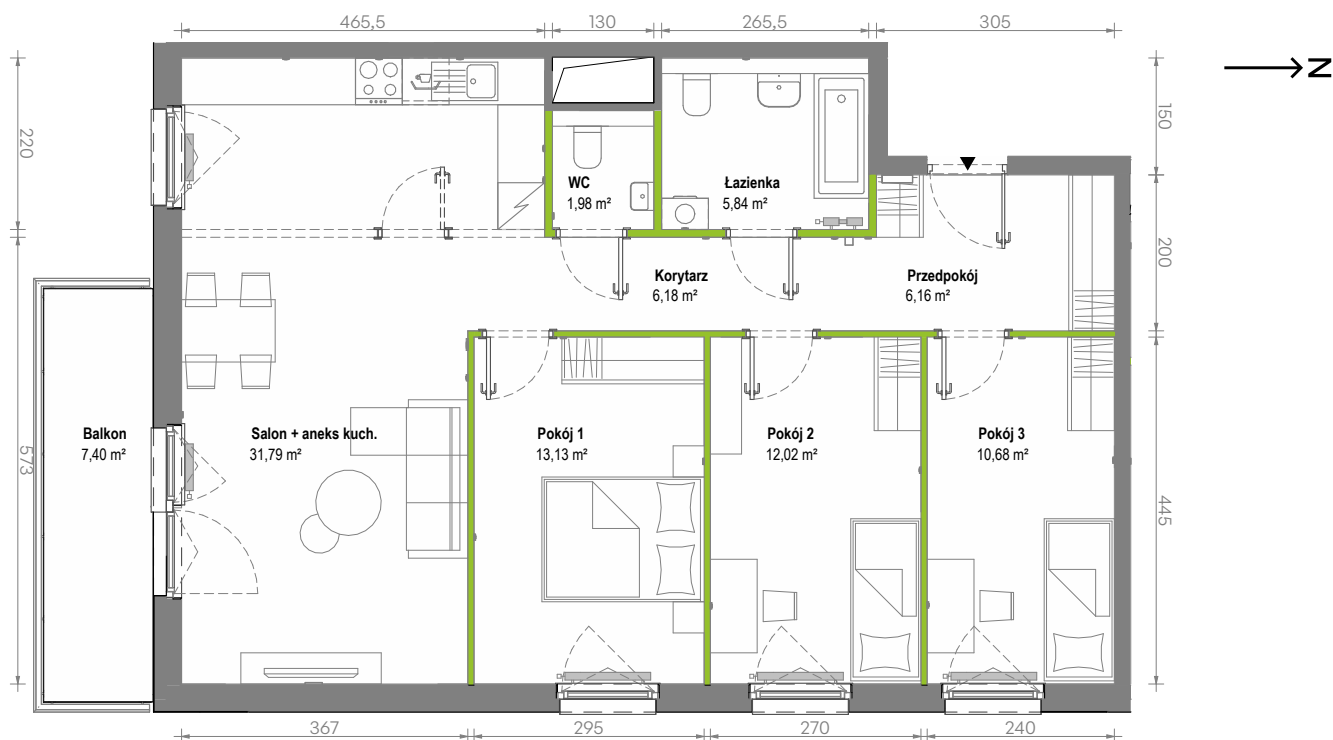 465,5
130
265,5
305
N
220
150
WC
1,98 m²
Łazienka
5,84 m²
200
Korytarz
6,18 m²
Przedpokój
6,16 m²
Balkon
7,40 m²
Salon + aneks kuch.
31,79 m²
Pokój 1
13,13 m²
Pokój 2
12,02 m²
Pokój 3
10,68 m²
573
445
367
295
270
240